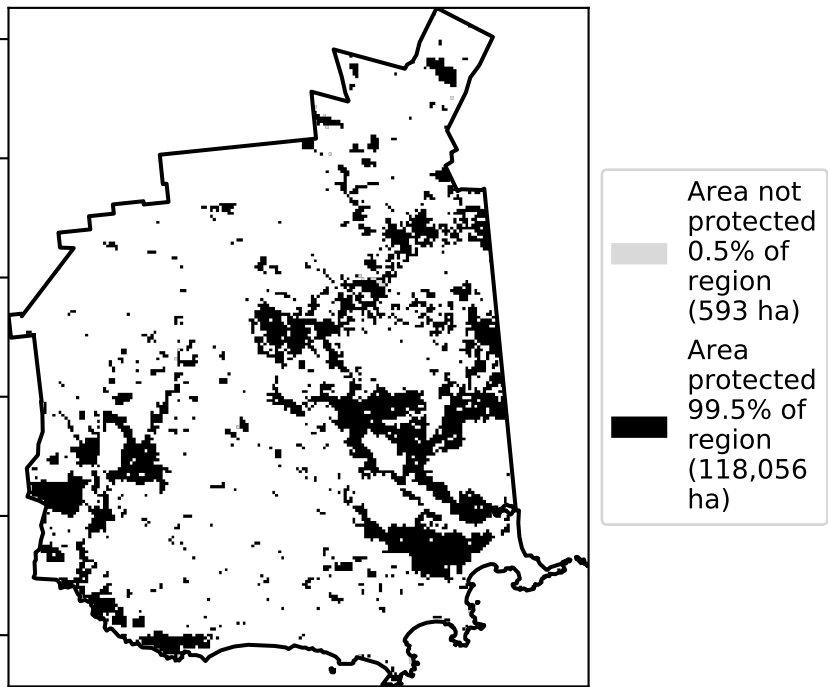 Area not
protected
0.5% of
region
(593 ha)
Area
protected
99.5% of
region
(118,056
ha)